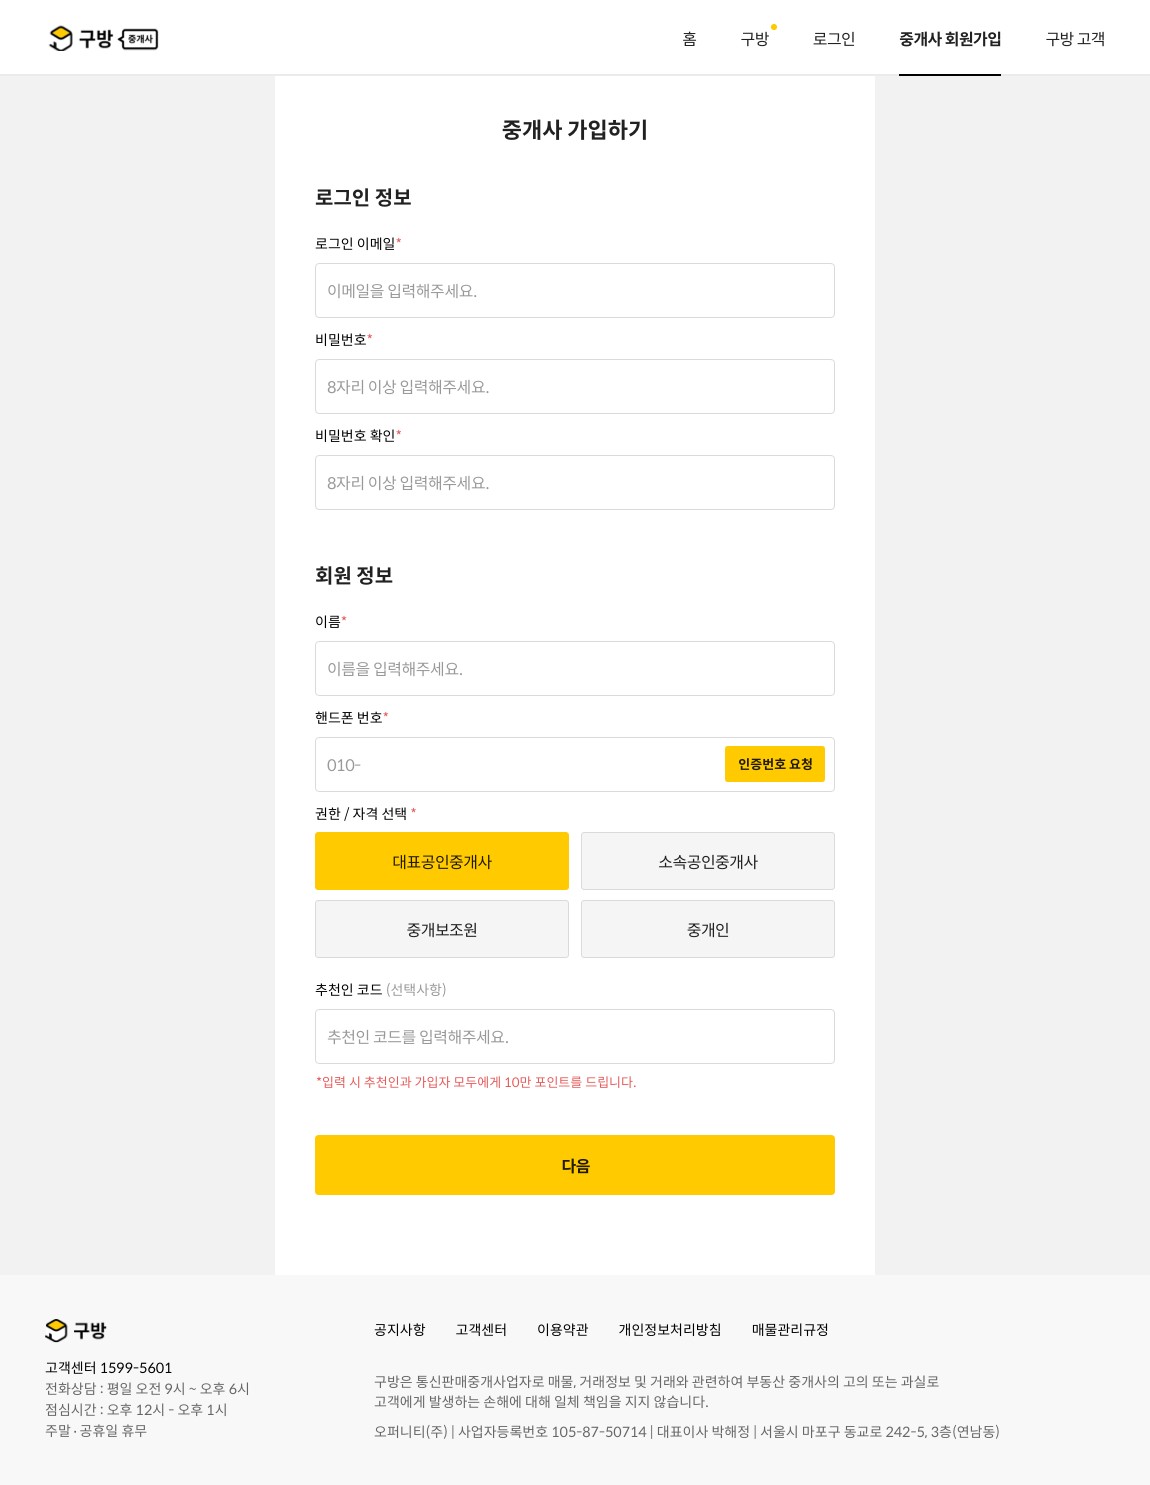 구방 중개사
홈 구방 로그인 중개사 회원가입 구방 고객
중개사 가입하기
로그인 정보
로그인 이메일*
이메일을 입력해주세요.
비밀번호*
8자리 이상 입력해주세요.
비밀번호 확인*
8자리 이상 입력해주세요.
회원 정보
이름*
이름을 입력해주세요.
핸드폰 번호*
010- 인증번호 요청
권한 / 자격 선택 *
대표공인중개사 소속공인중개사
중개보조원 중개인
추천인 코드 (선택사항)
추천인 코드를 입력해주세요.
*입력 시 추천인과 가입자 모두에게 10만 포인트를 드립니다.
다음
구방
고객센터 1599-5601
전화상담 : 평일 오전 9시 ~ 오후 6시
점심시간 : 오후 12시 - 오후 1시
주말 · 공휴일 휴무
공지사항 고객센터 이용약관 개인정보처리방침 매물관리규정
구방은 통신판매중개사업자로 매물, 거래정보 및 거래와 관련하여 부동산 중개사의 고의 또는 과실로
고객에게 발생하는 손해에 대해 일체 책임을 지지 않습니다.
오퍼니티(주) | 사업자등록번호 105-87-50714 | 대표이사 박해정 | 서울시 마포구 동교로 242-5, 3층(연남동)